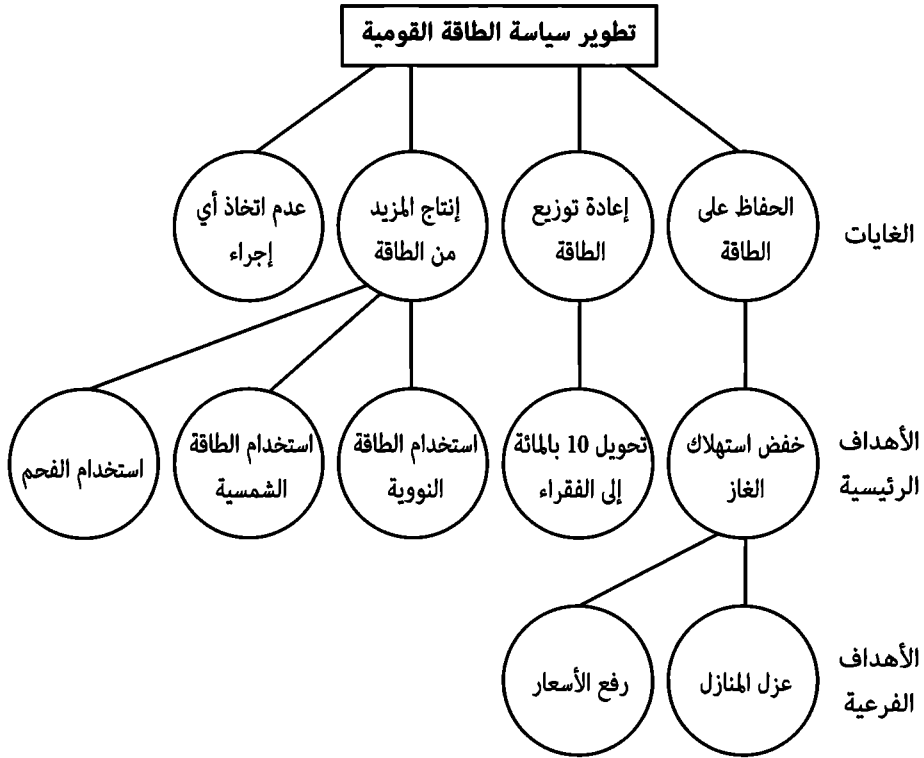 تطوير سياسة الطاقة القومية
الغايات
الحفاظ على
الطاقة
إعادة توزيع
الطاقة
إنتاج المزيد
من الطاقة
عدم اتخاذ أي
إجراء
الأهداف
الرئيسية
خفض استهلاك
الغاز
تحويل 10 بالمائة
إلى الفقراء
استخدام الطاقة
النووية
استخدام الطاقة
الشمسية
استخدام الفحم
الأهداف
الفرعية
عزل المنازل
رفع الأسعار